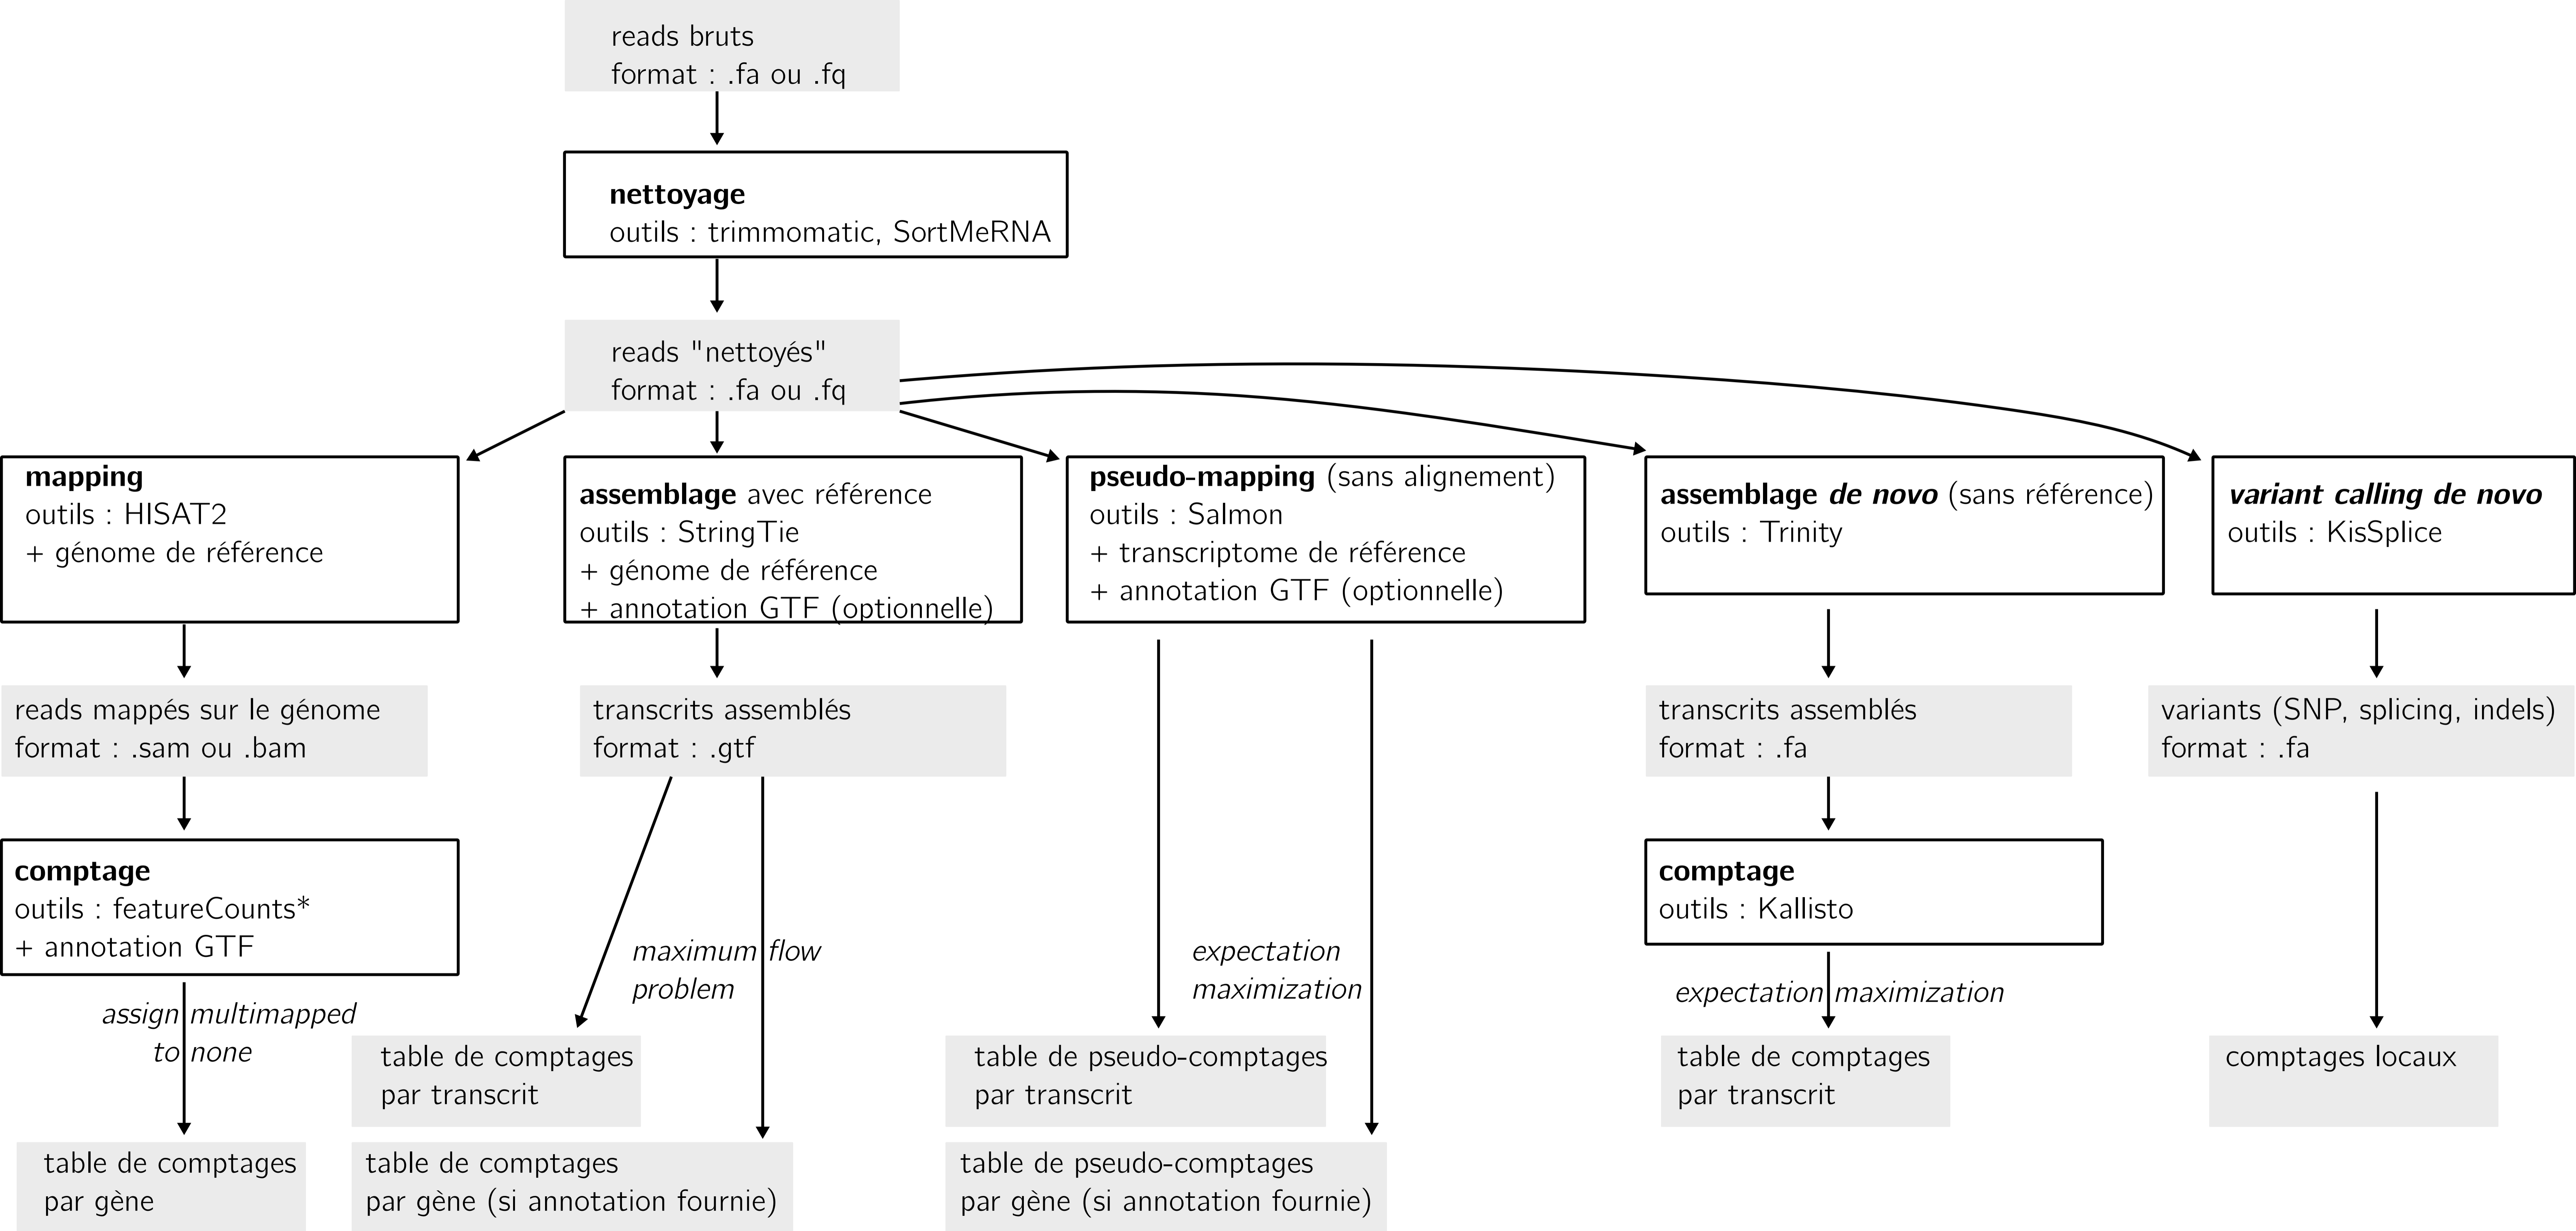 reads bruts
format : .fa ou .fq
nettoyage
outils : trimmomatic, SortMeRNA
reads "nettoyés"
format : .fa ou .fq
mapping
outils : HISAT2
+ génome de référence
assemblage avec référence
outils : StringTie
+ génome de référence
+ annotation GTF (optionnelle)
pseudo-mapping (sans alignement)
outils : Salmon
+ transcriptome de référence
+ annotation GTF (optionnelle)
assemblage de novo (sans référence)
outils : Trinity
variant calling de novo
outils : KisSplice
reads mappés sur le génome
format : .sam ou .bam
transcrits assemblés
format : .gtf
transcrits assemblés
format : .fa
variants (SNP, splicing, indels)
format : .fa
comptage
outils : featureCounts*
+ annotation GTF
maximum flow
problem
expectation
maximization
comptage
outils : Kallisto
assign multimapped
to none
expectation maximization
table de comptages
par transcrit
table de pseudo-comptages
par transcrit
table de comptages
par transcrit
comptages locaux
table de comptages
par gène
table de comptages
par gène (si annotation fournie)
table de pseudo-comptages
par gène (si annotation fournie)